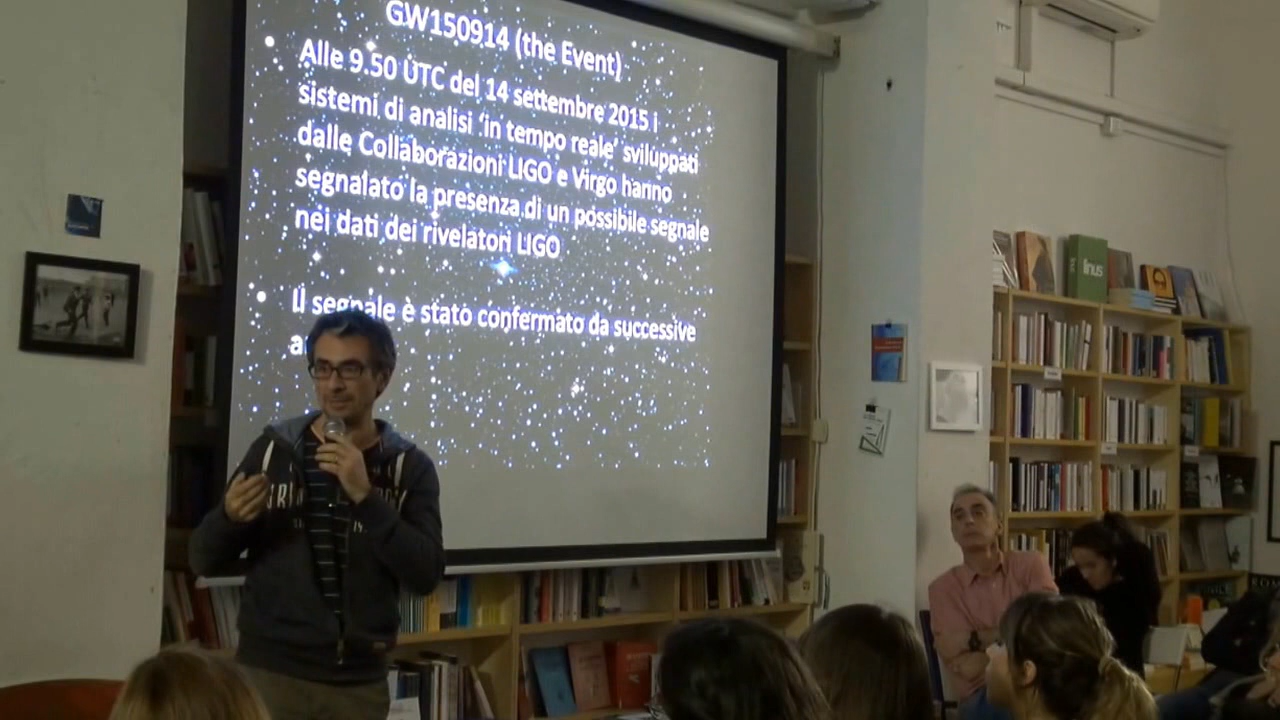 GW150914 (the Event)
• Alle 9.50 UTC del 14 settembre 2015 i
sistemi di analisi ‘in tempo reale’ sviluppati
dalle Collaborazioni LIGO e Virgo hanno
segnalato la presenza di un possibile segnale
nei dati dei rivelatori LIGO
• Il segnale è stato confermato da successive
linus